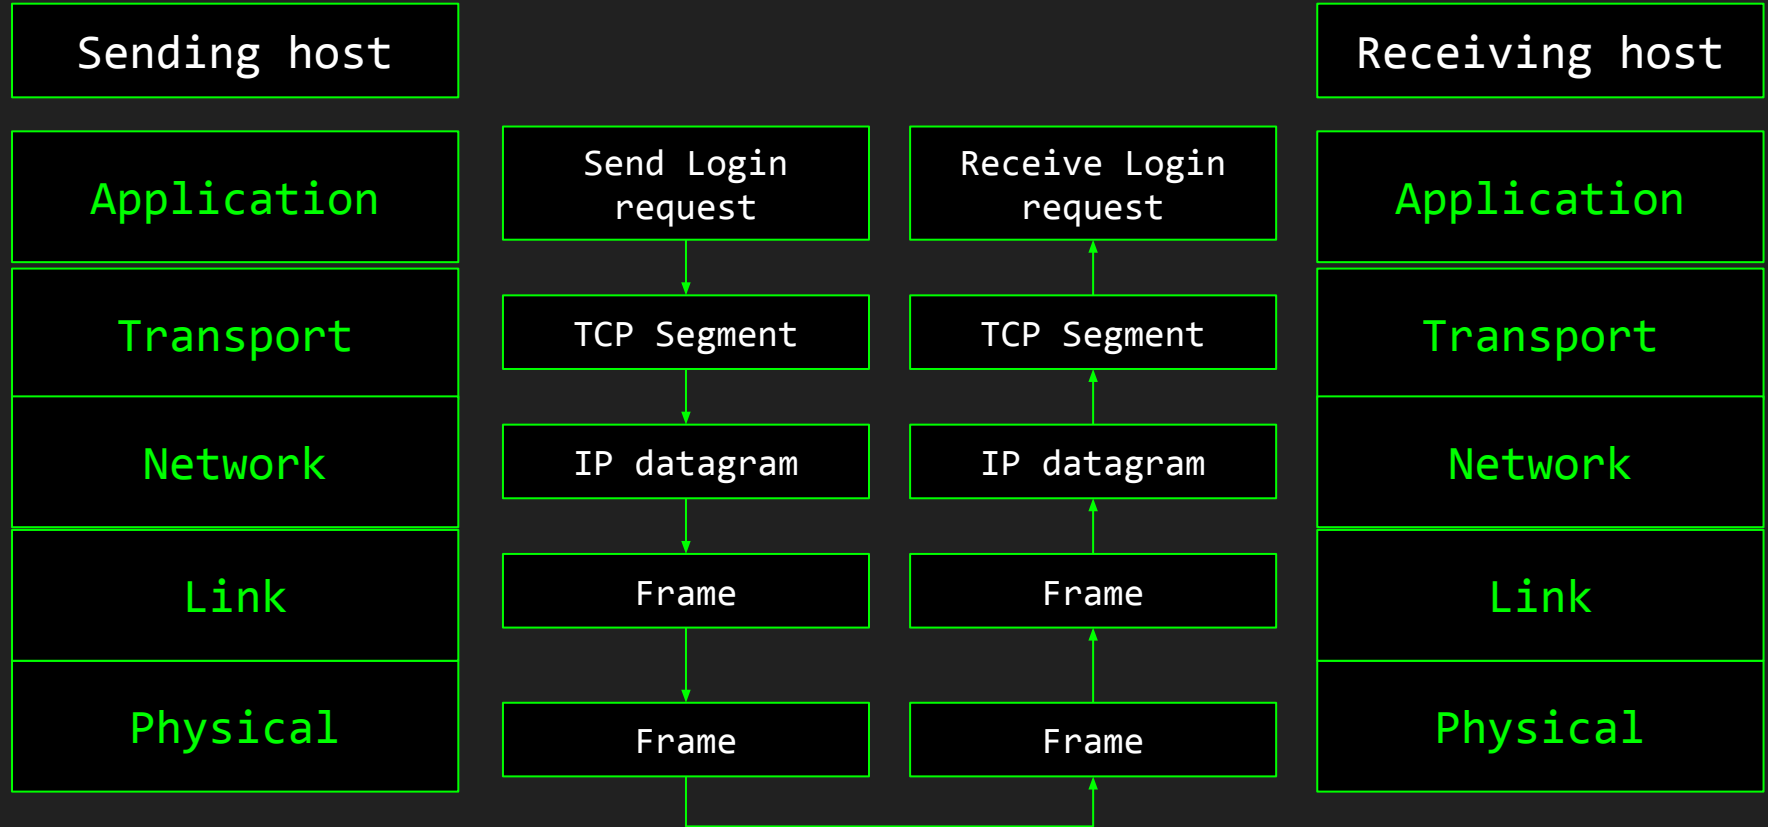 Sending host
Receiving host
Application
Send Login
request
Receive Login
request
Application
Transport
TCP Segment
TCP Segment
Transport
Network
IP datagram
IP datagram
Network
Link
Frame
Frame
Link
Physical
Frame
Frame
Physical